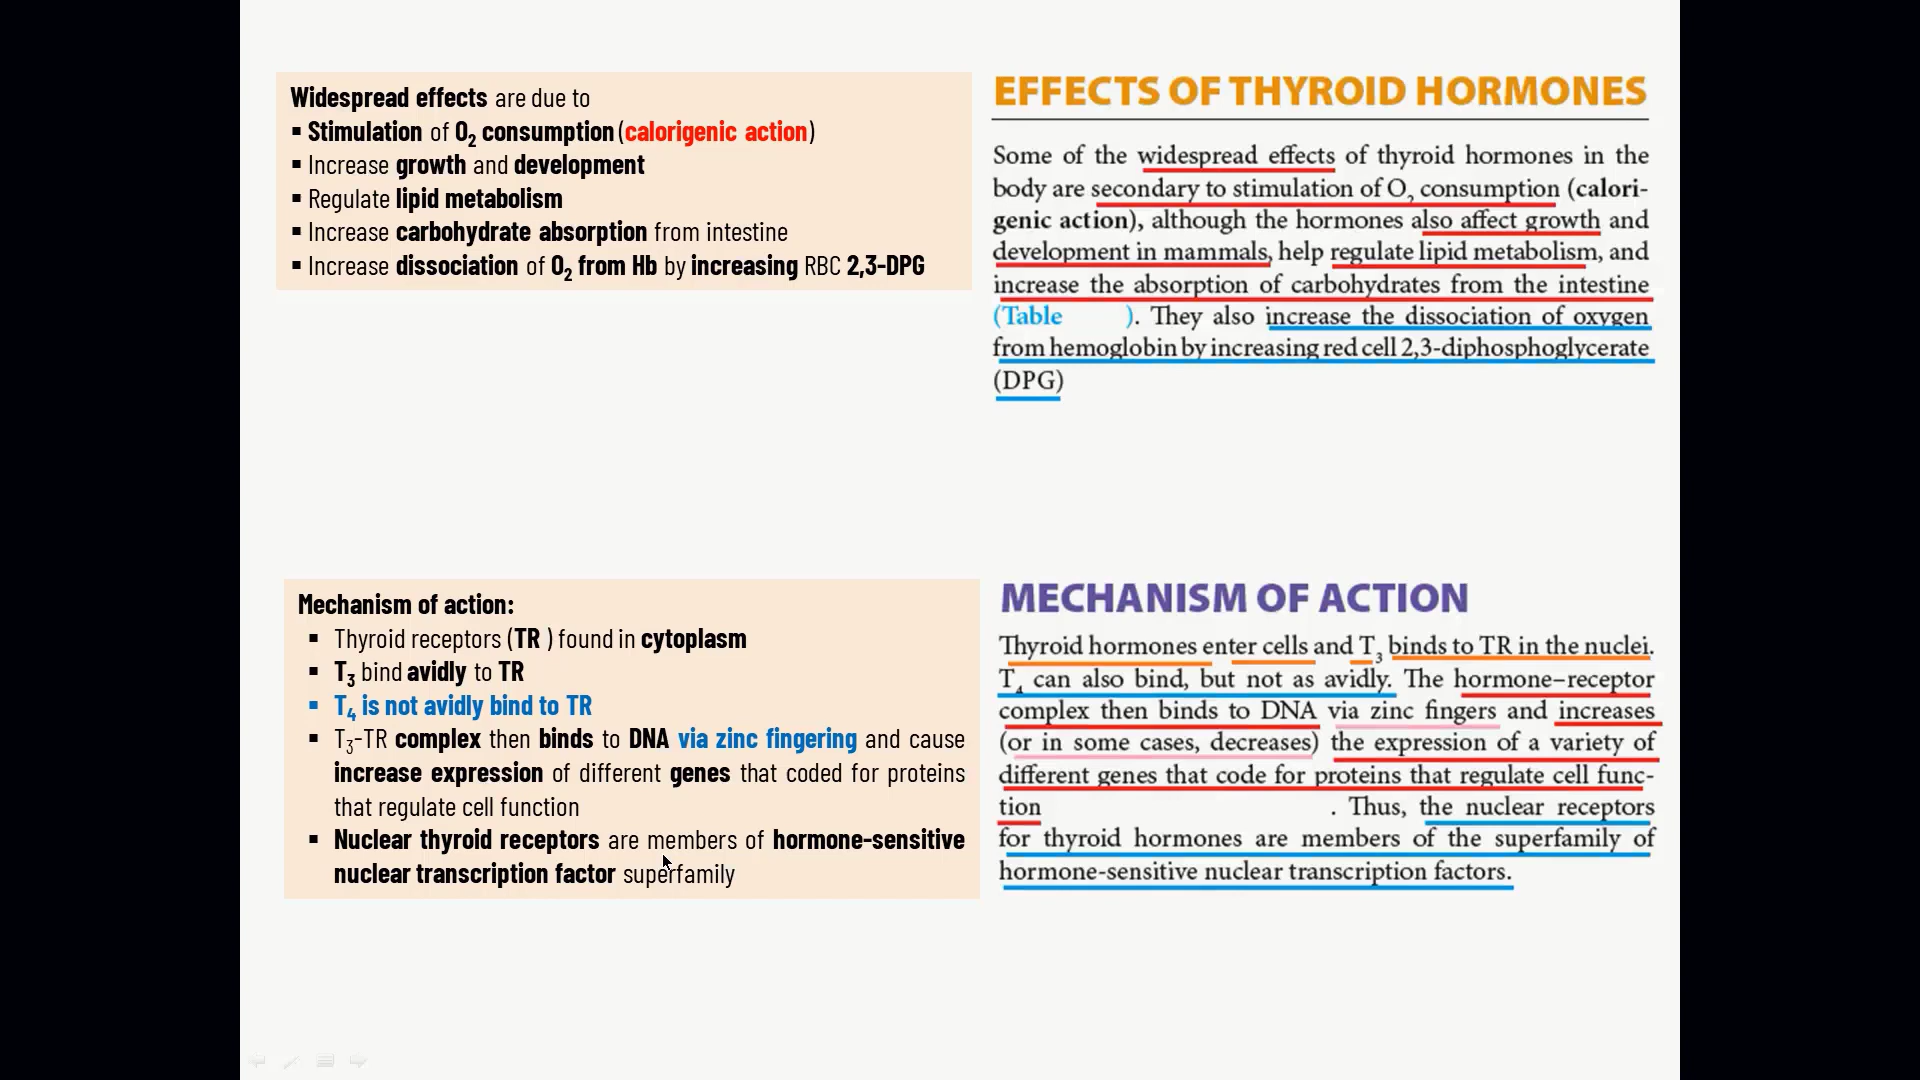 Widespread effects are due to
▪ Stimulation of O₂ consumption (calorigenic action)
▪ Increase growth and development
▪ Regulate lipid metabolism
▪ Increase carbohydrate absorption from intestine
▪ Increase dissociation of O₂ from Hb by increasing RBC 2,3-DPG
EFFECTS OF THYROID HORMONES
Some of the widespread effects of thyroid hormones in the
body are secondary to stimulation of O₂ consumption (calori-
genic action), although the hormones also affect growth and
development in mammals, help regulate lipid metabolism, and
increase the absorption of carbohydrates from the intestine
(Table ). They also increase the dissociation of oxygen
from hemoglobin by increasing red cell 2,3-diphosphoglycerate
(DPG)
Mechanism of action:
▪ Thyroid receptors (TR ) found in cytoplasm
▪ T₃ bind avidly to TR
▪ T₄ is not avidly bind to TR
▪ T₃-TR complex then binds to DNA via zinc fingering and cause
increase expression of different genes that coded for proteins
that regulate cell function
▪ Nuclear thyroid receptors are members of hormone-sensitive
nuclear transcription factor superfamily
MECHANISM OF ACTION
Thyroid hormones enter cells and T₃ binds to TR in the nuclei.
T₄ can also bind, but not as avidly. The hormone–receptor
complex then binds to DNA via zinc fingers and increases
(or in some cases, decreases) the expression of a variety of
different genes that code for proteins that regulate cell func-
tion . Thus, the nuclear receptors
for thyroid hormones are members of the superfamily of
hormone-sensitive nuclear transcription factors.